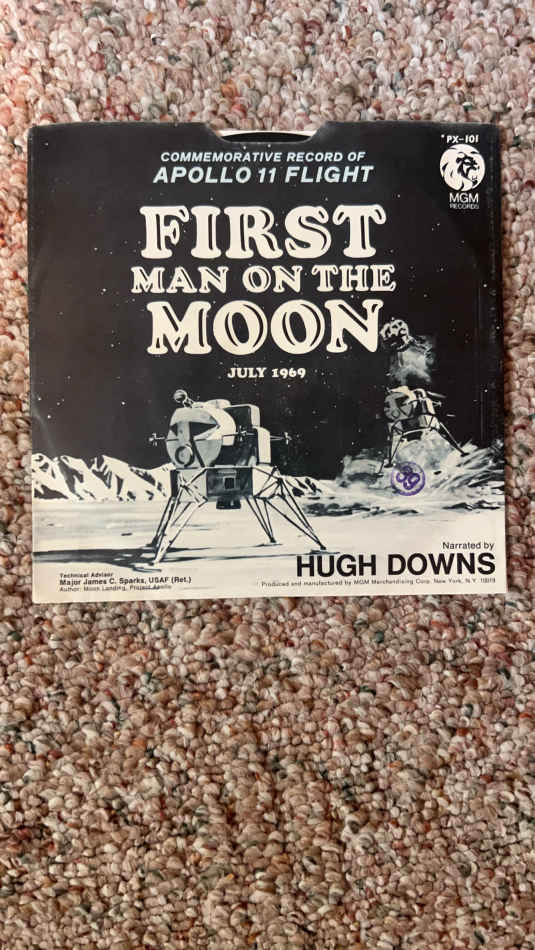 * PX-101
COMMEMORATIVE RECORD OF
APOLLO 11 FLIGHT
MGM
RECORDS
FIRST
MAN ON THE
MOON
JULY 1969
39
Narrated by
HUGH DOWNS
Technical Advisor
Major James C. Sparks, USAF (Ret.)
Author: Moon Landing, Project Apollo
Produced and manufactured by MGM Merchandising Corp. New York, N.Y. 10019